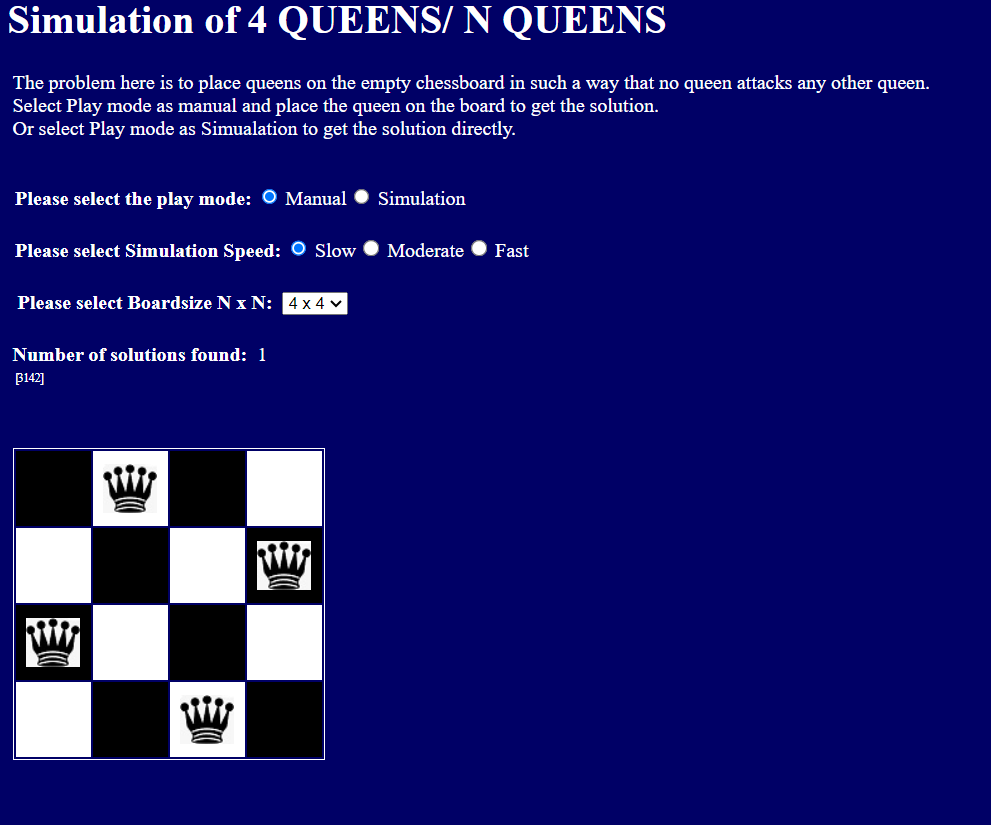 Simulation of 4 QUEENS/ N QUEENS
The problem here is to place queens on the empty chessboard in such a way that no queen attacks any other queen.
Select Play mode as manual and place the queen on the board to get the solution.
Or select Play mode as Simualation to get the solution directly.
Please select the play mode: Manual Simulation
Please select Simulation Speed: Slow Moderate Fast
Please select Boardsize N x N: 4 x 4
Number of solutions found: 1
[3142]